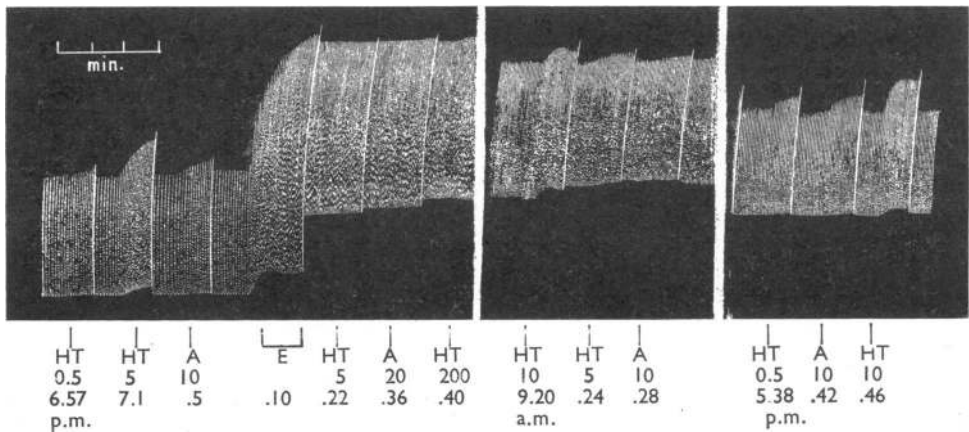 min.
HT HT A E HT A HT HT HT A HT A HT
0.5 5 10 5 20 200 10 5 10 0.5 10 10
6.57 7.1 .5 .10 .22 .36 .40 9.20 .24 .28 5.38 .42 .46
p.m. a.m. p.m.